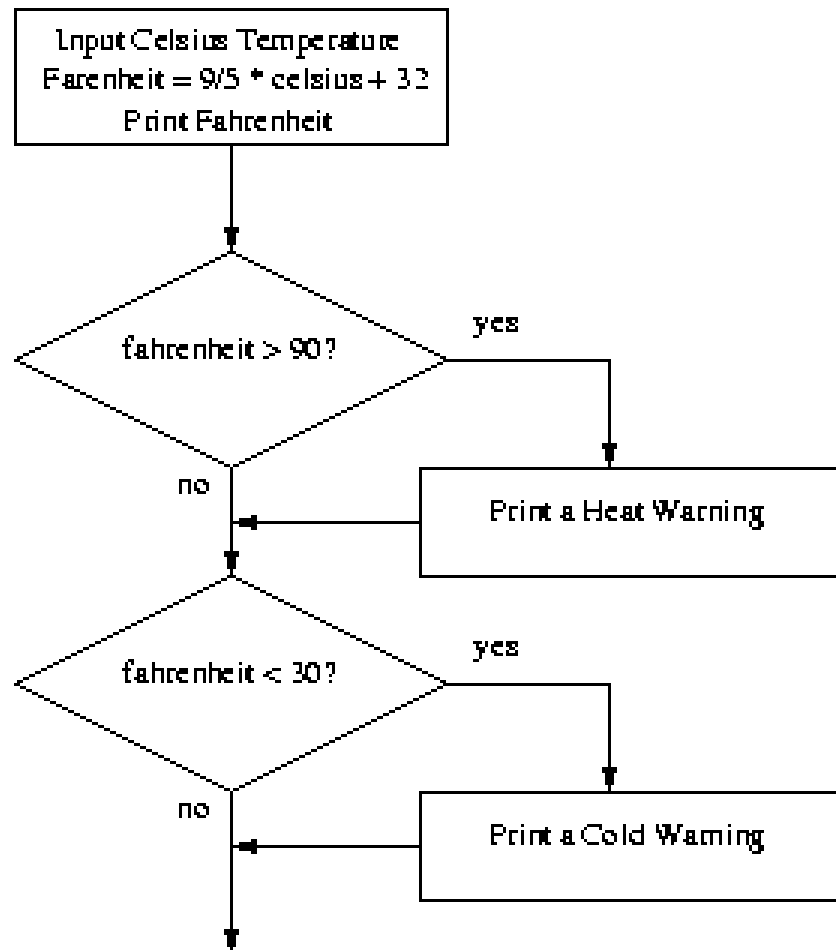 Input Celsius Temperature
Farenheit = 9/5 * celsius + 32
Print Fahrenheit
fahrenheit > 90?
yes
no
Print a Heat Warning
fahrenheit < 30?
yes
no
Print a Cold Warning